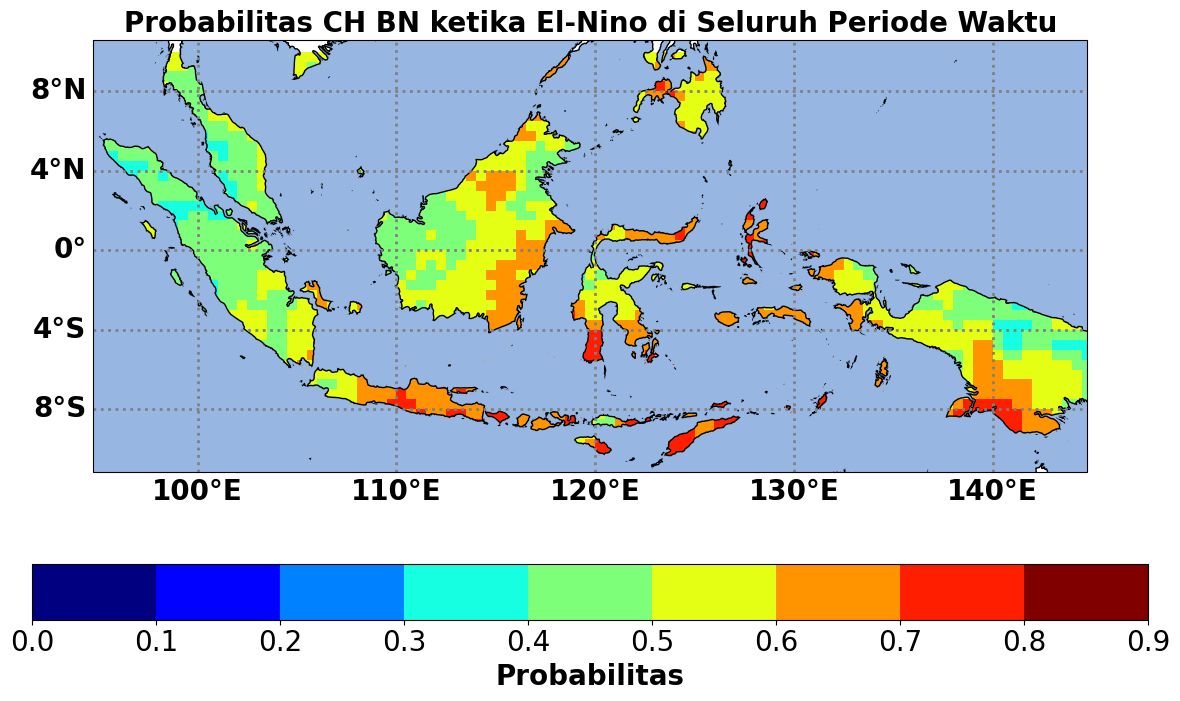 Probabilitas CH BN ketika El-Nino di Seluruh Periode Waktu
8°N
4°N
0°
4°S
8°S
100°E 110°E 120°E 130°E 140°E
0.0 0.1 0.2 0.3 0.4 0.5 0.6 0.7 0.8 0.9
Probabilitas